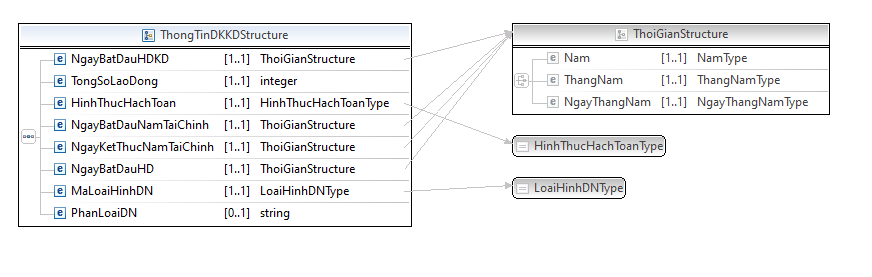 ThongTinDKKDStructure
NgayBatDauHDKD [1..1] ThoiGianStructure
TongSoLaoDong [1..1] integer
HinhThucHachToan [1..1] HinhThucHachToanType
NgayBatDauNamTaiChinh [1..1] ThoiGianStructure
NgayKetThucNamTaiChinh [1..1] ThoiGianStructure
NgayBatDauHD [1..1] ThoiGianStructure
MaLoaiHinhDN [1..1] LoaiHinhDNType
PhanLoaiDN [0..1] string
ThoiGianStructure
Nam [1..1] NamType
ThangNam [1..1] ThangNamType
NgayThangNam [1..1] NgayThangNamType
HinhThucHachToanType
LoaiHinhDNType